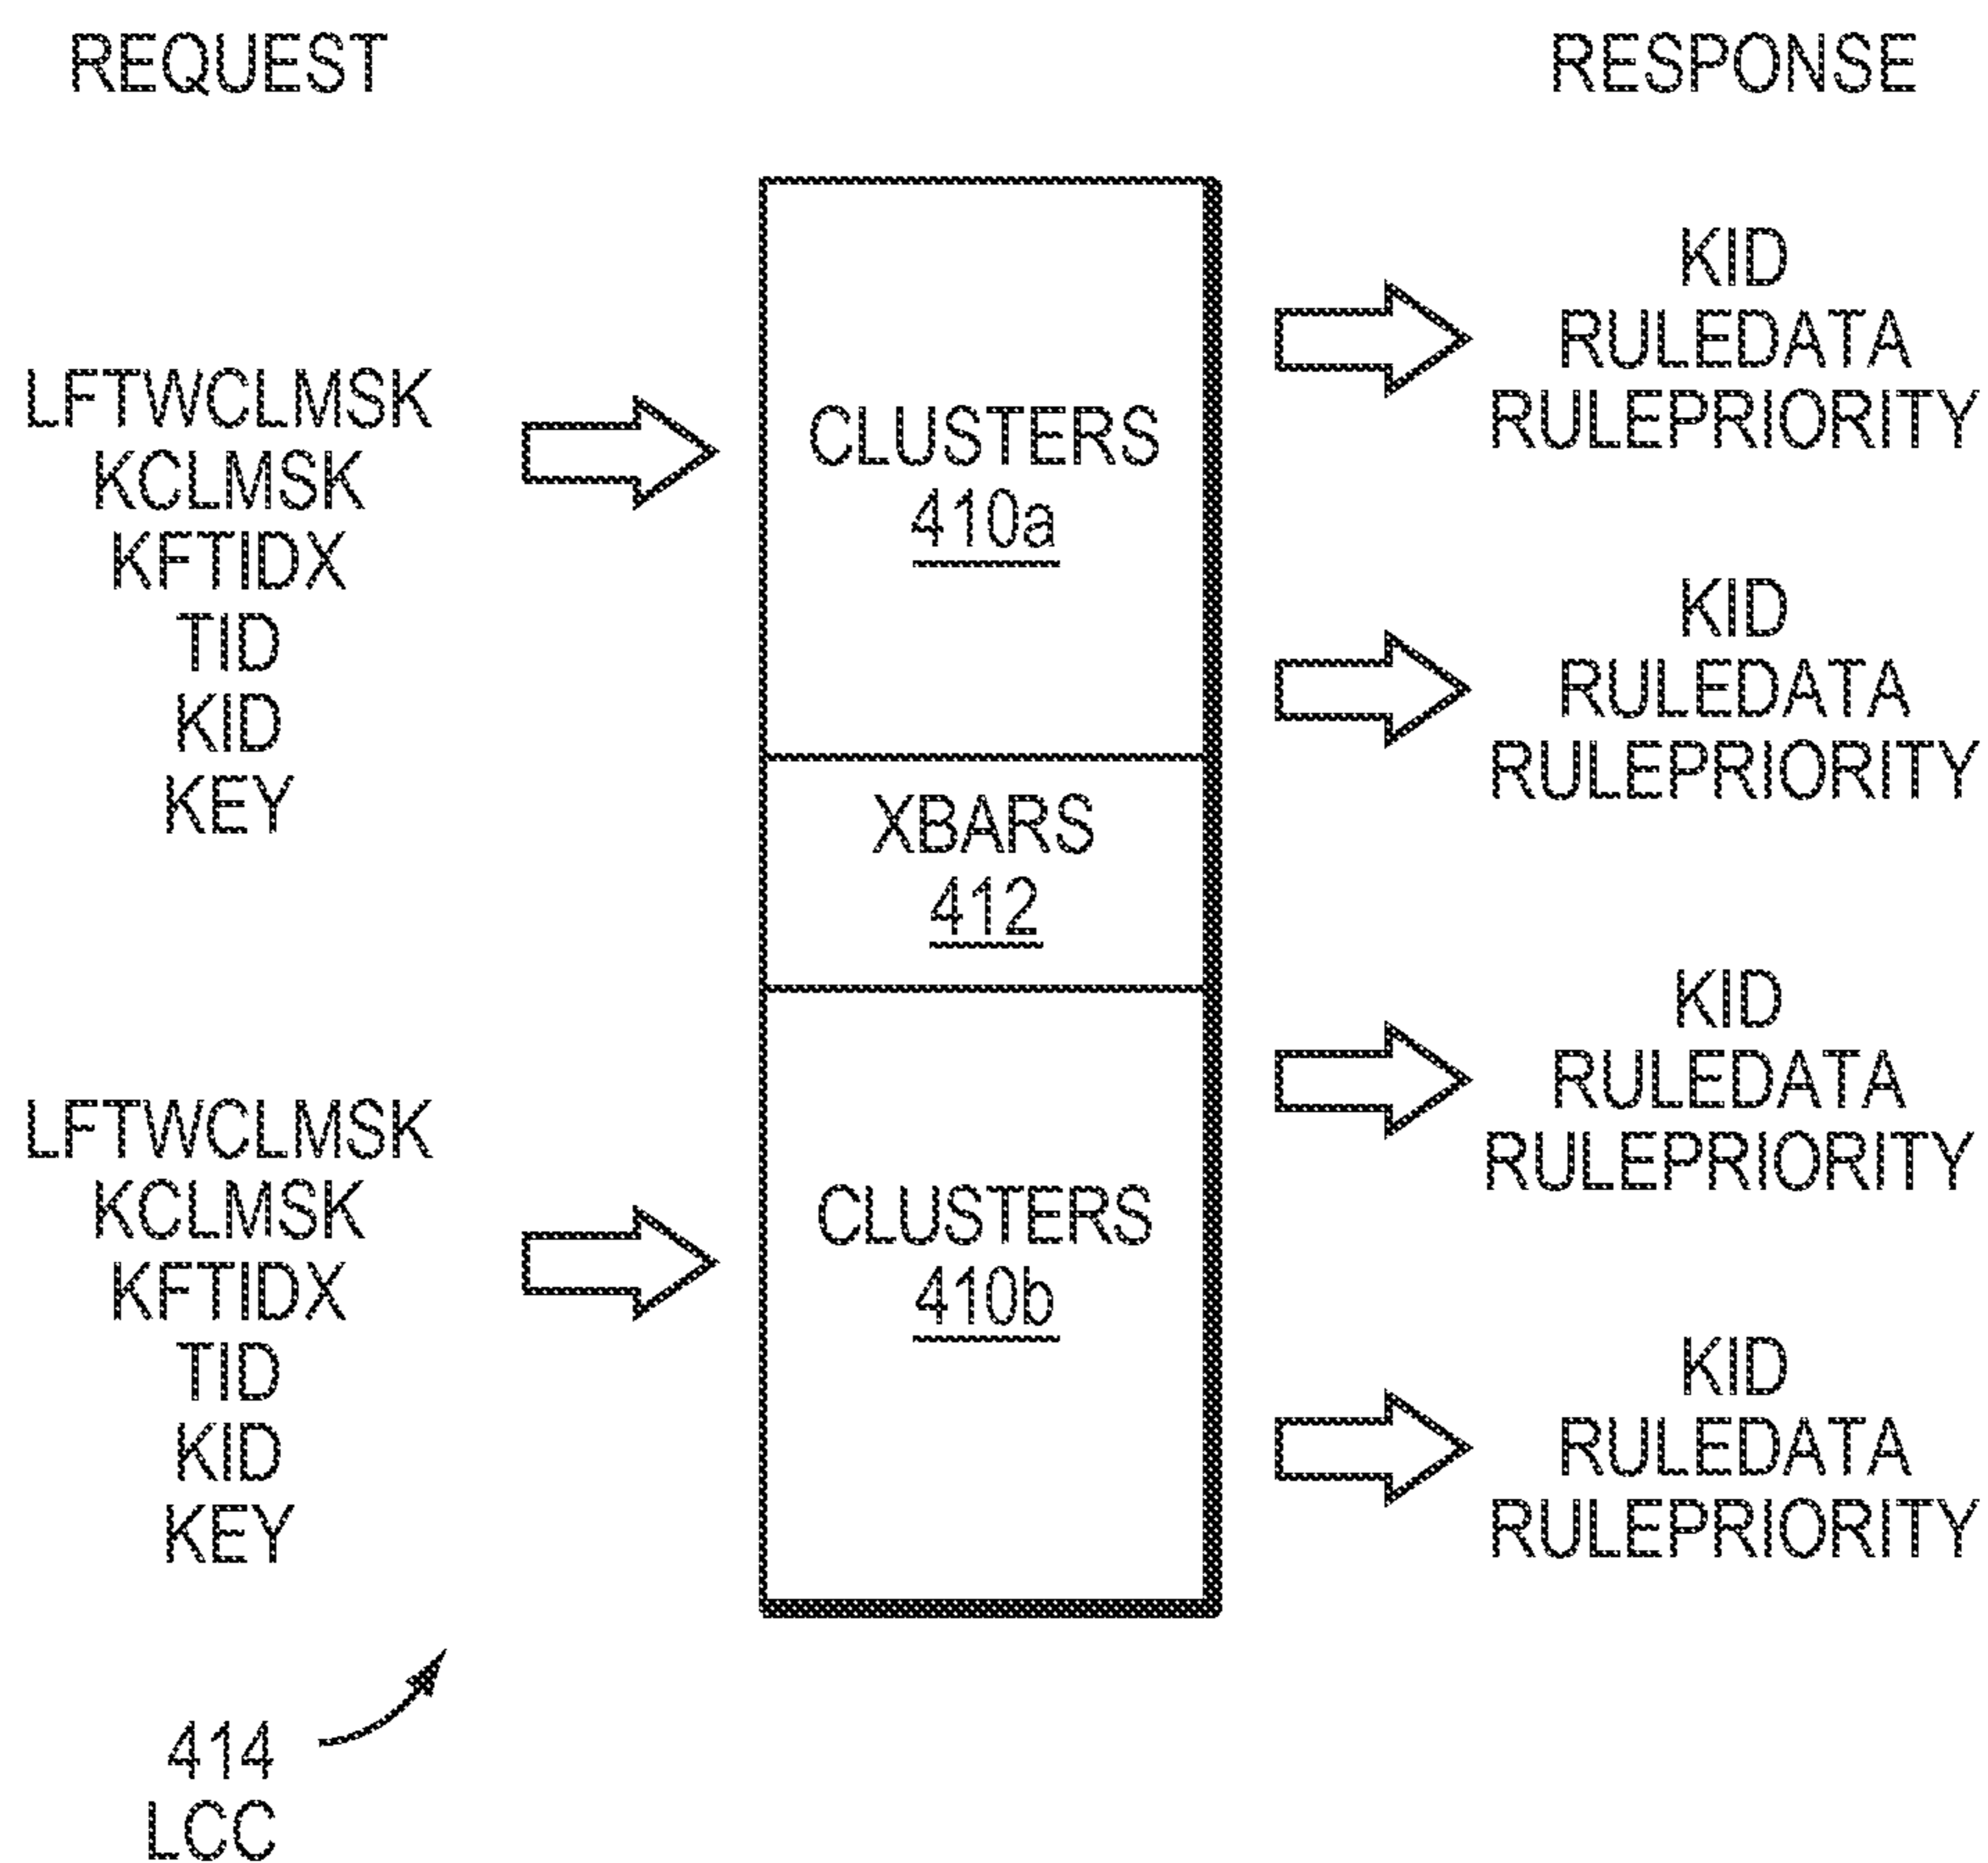 REQUEST
RESPONSE
LFTWCLMSK
KCLMSK
KFTIDX
TID
KID
KEY
CLUSTERS
410a
KID
RULEDATA
RULEPRIORITY
KID
RULEDATA
RULEPRIORITY
XBARS
412
LFTWCLMSK
KCLMSK
KFTIDX
TID
KID
KEY
CLUSTERS
410b
KID
RULEDATA
RULEPRIORITY
KID
RULEDATA
RULEPRIORITY
414
LCC